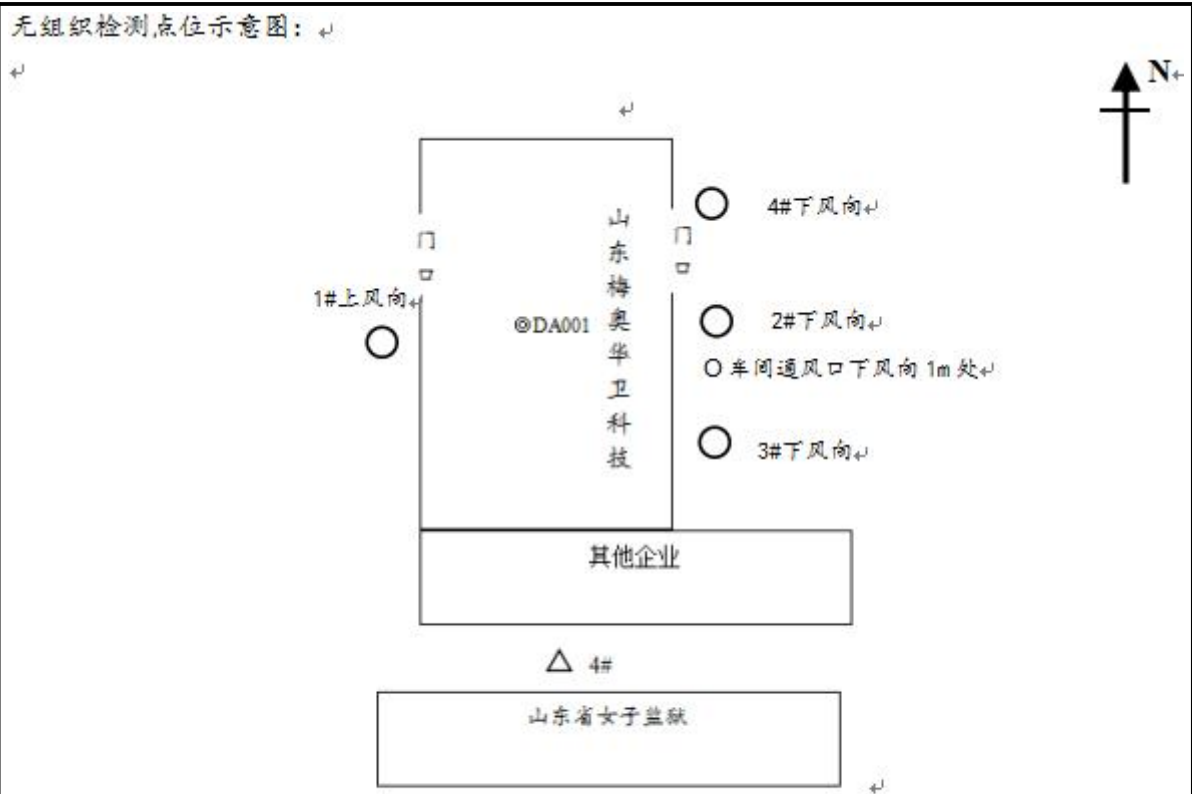 无组织检测点位示意图：
N
4#下风向
门口
山东梅奥华卫科技
门口
1#上风向
◎DA001
2#下风向
车间通风口下风向 1m 处
3#下风向
其他企业
4#
山东省女子监狱